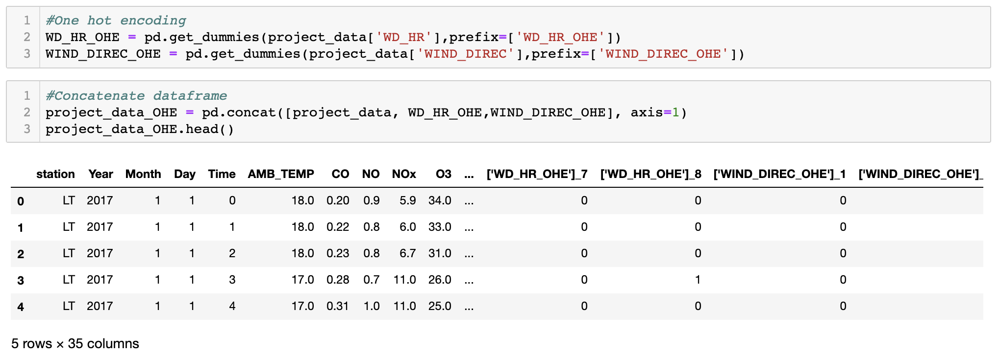 1 #One hot encoding
2 WD_HR_OHE = pd.get_dummies(project_data['WD_HR'],prefix=['WD_HR_OHE'])
3 WIND_DIREC_OHE = pd.get_dummies(project_data['WIND_DIREC'],prefix=['WIND_DIREC_OHE'])
1 #Concatenate dataframe
2 project_data_OHE = pd.concat([project_data, WD_HR_OHE,WIND_DIREC_OHE], axis=1)
3 project_data_OHE.head()
station Year Month Day Time AMB_TEMP CO NO NOx O3 ... ['WD_HR_OHE']_7 ['WD_HR_OHE']_8 ['WIND_DIREC_OHE']_1 ['WIND_DIREC_OHE']_
0 LT 2017 1 1 0 18.0 0.20 0.9 5.9 34.0 ... 0 0 0
1 LT 2017 1 1 1 18.0 0.22 0.8 6.0 33.0 ... 0 0 0
2 LT 2017 1 1 2 18.0 0.23 0.8 6.7 31.0 ... 0 0 0
3 LT 2017 1 1 3 17.0 0.28 0.7 11.0 26.0 ... 0 1 0
4 LT 2017 1 1 4 17.0 0.31 1.0 11.0 25.0 ... 0 0 0
5 rows × 35 columns